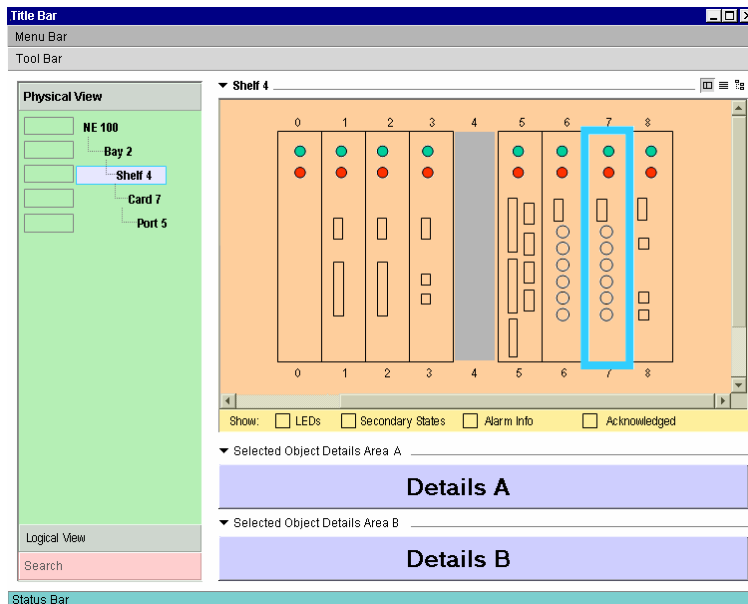 Title Bar
Menu Bar
Tool Bar
Physical View
NE 100
Bay 2
Shelf 4
Card 7
Port 5
Logical View
Search
Shelf 4
0 1 2 3 4 5 6 7 8
0 1 2 3 4 5 6 7 8
Show: LEDs Secondary States Alarm Info Acknowledged
Selected Object Details Area A
Details A
Selected Object Details Area B
Details B
Status Bar